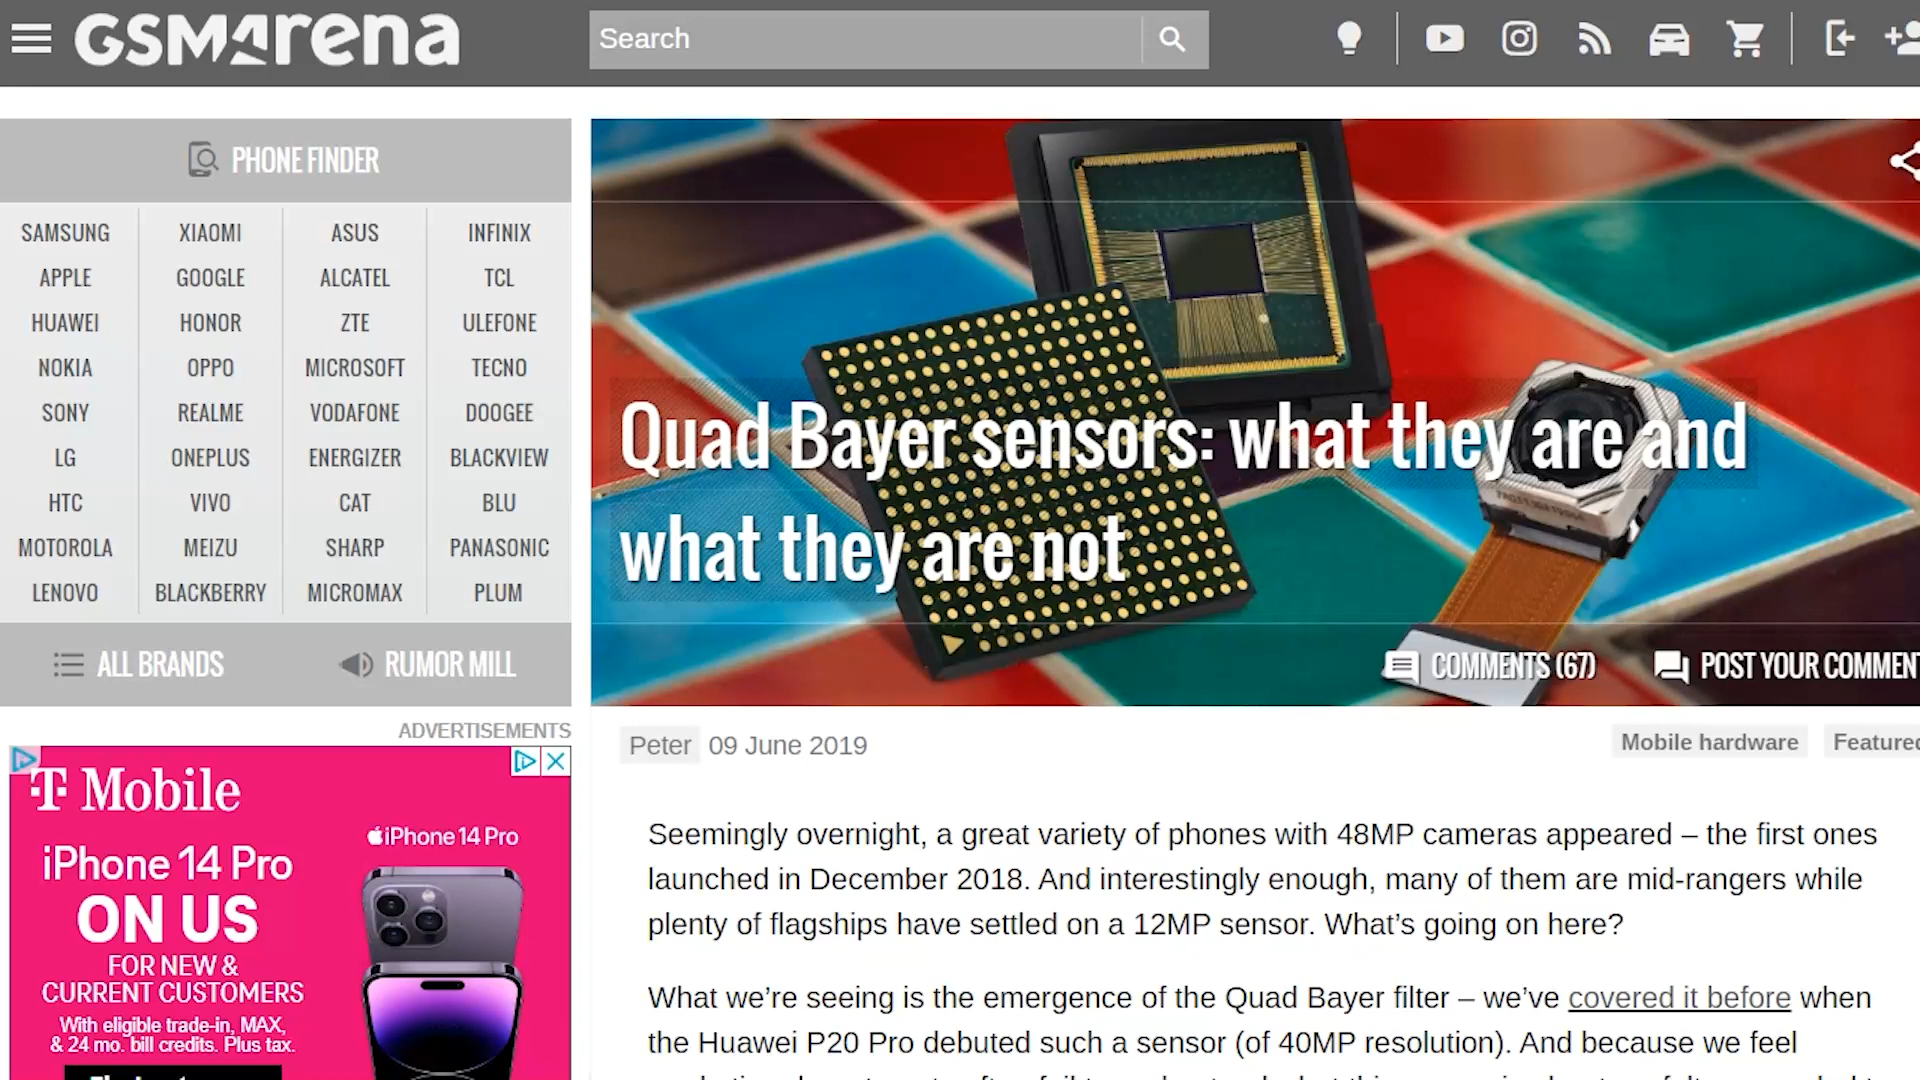 GSMArena
Search
PHONE FINDER
SAMSUNG XIAOMI ASUS INFINIX
APPLE GOOGLE ALCATEL TCL
HUAWEI HONOR ZTE ULEFONE
NOKIA OPPO MICROSOFT TECNO
SONY REALME VODAFONE DOOGEE
LG ONEPLUS ENERGIZER BLACKVIEW
HTC VIVO CAT BLU
MOTOROLA MEIZU SHARP PANASONIC
LENOVO BLACKBERRY MICROMAX PLUM
ALL BRANDS RUMOR MILL
ADVERTISEMENTS
T Mobile
iPhone 14 Pro
iPhone 14 Pro
ON US
FOR NEW &
CURRENT CUSTOMERS
With eligible trade-in, MAX,
& 24 mo. bill credits. Plus tax.
Quad Bayer sensors: what they are and
what they are not
COMMENTS (67) POST YOUR COMMENT
Peter 09 June 2019
Mobile hardware Featured
Seemingly overnight, a great variety of phones with 48MP cameras appeared – the first ones
launched in December 2018. And interestingly enough, many of them are mid-rangers while
plenty of flagships have settled on a 12MP sensor. What's going on here?
What we're seeing is the emergence of the Quad Bayer filter – we've covered it before when
the Huawei P20 Pro debuted such a sensor (of 40MP resolution). And because we feel